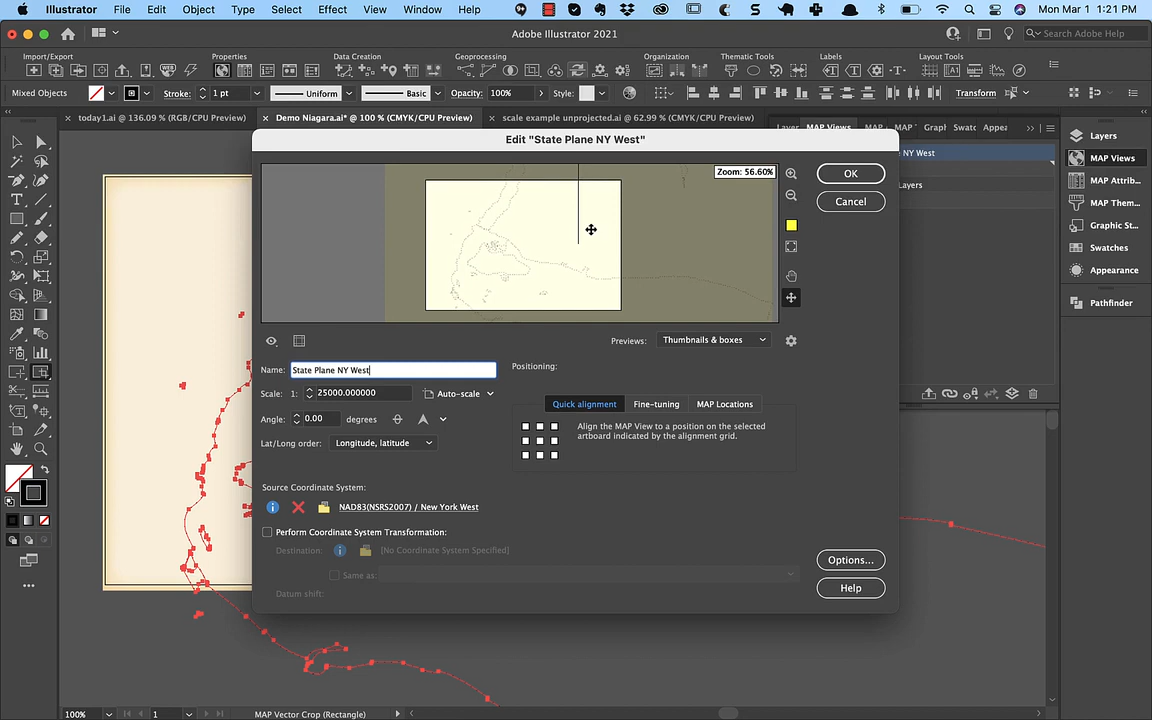 Illustrator File Edit Object Type Select Effect View Window Help Mon Mar 1 1:21 PM
Adobe Illustrator 2021
Search Adobe Help
Import/Export Properties Data Creation Geoprocessing Organization Thematic Tools Labels Layout Tools
Mixed Objects Stroke: 1 pt Uniform Basic Opacity: 100% Style: Transform
today1.ai @ 136.09 % (RGB/CPU Preview) Demo Niagara.ai* @ 100 % (CMYK/CPU Preview) scale example unprojected.ai @ 62.99 % (CMYK/CPU Preview)
Layer MAP Views MAP MAP Grapl Swatc Appea
Layers
MAP Views
MAP Attrib...
MAP Them...
Graphic St...
Swatches
Appearance
Pathfinder
NY West
ayers
Edit "State Plane NY West"
Zoom: 56.60%
OK
Cancel
Previews: Thumbnails & boxes
Name: State Plane NY West
Positioning:
Scale: 1: 25000.000000 Auto-scale
Quick alignment Fine-tuning MAP Locations
Angle: 0.00 degrees
Align the MAP View to a position on the selected
artboard indicated by the alignment grid.
Lat/Long order: Longitude, latitude
Source Coordinate System:
NAD83(NSRS2007) / New York West
Perform Coordinate System Transformation:
Destination: [No Coordinate System Specified]
Same as:
Datum shift:
Options...
Help
100% 1 MAP Vector Crop (Rectangle)